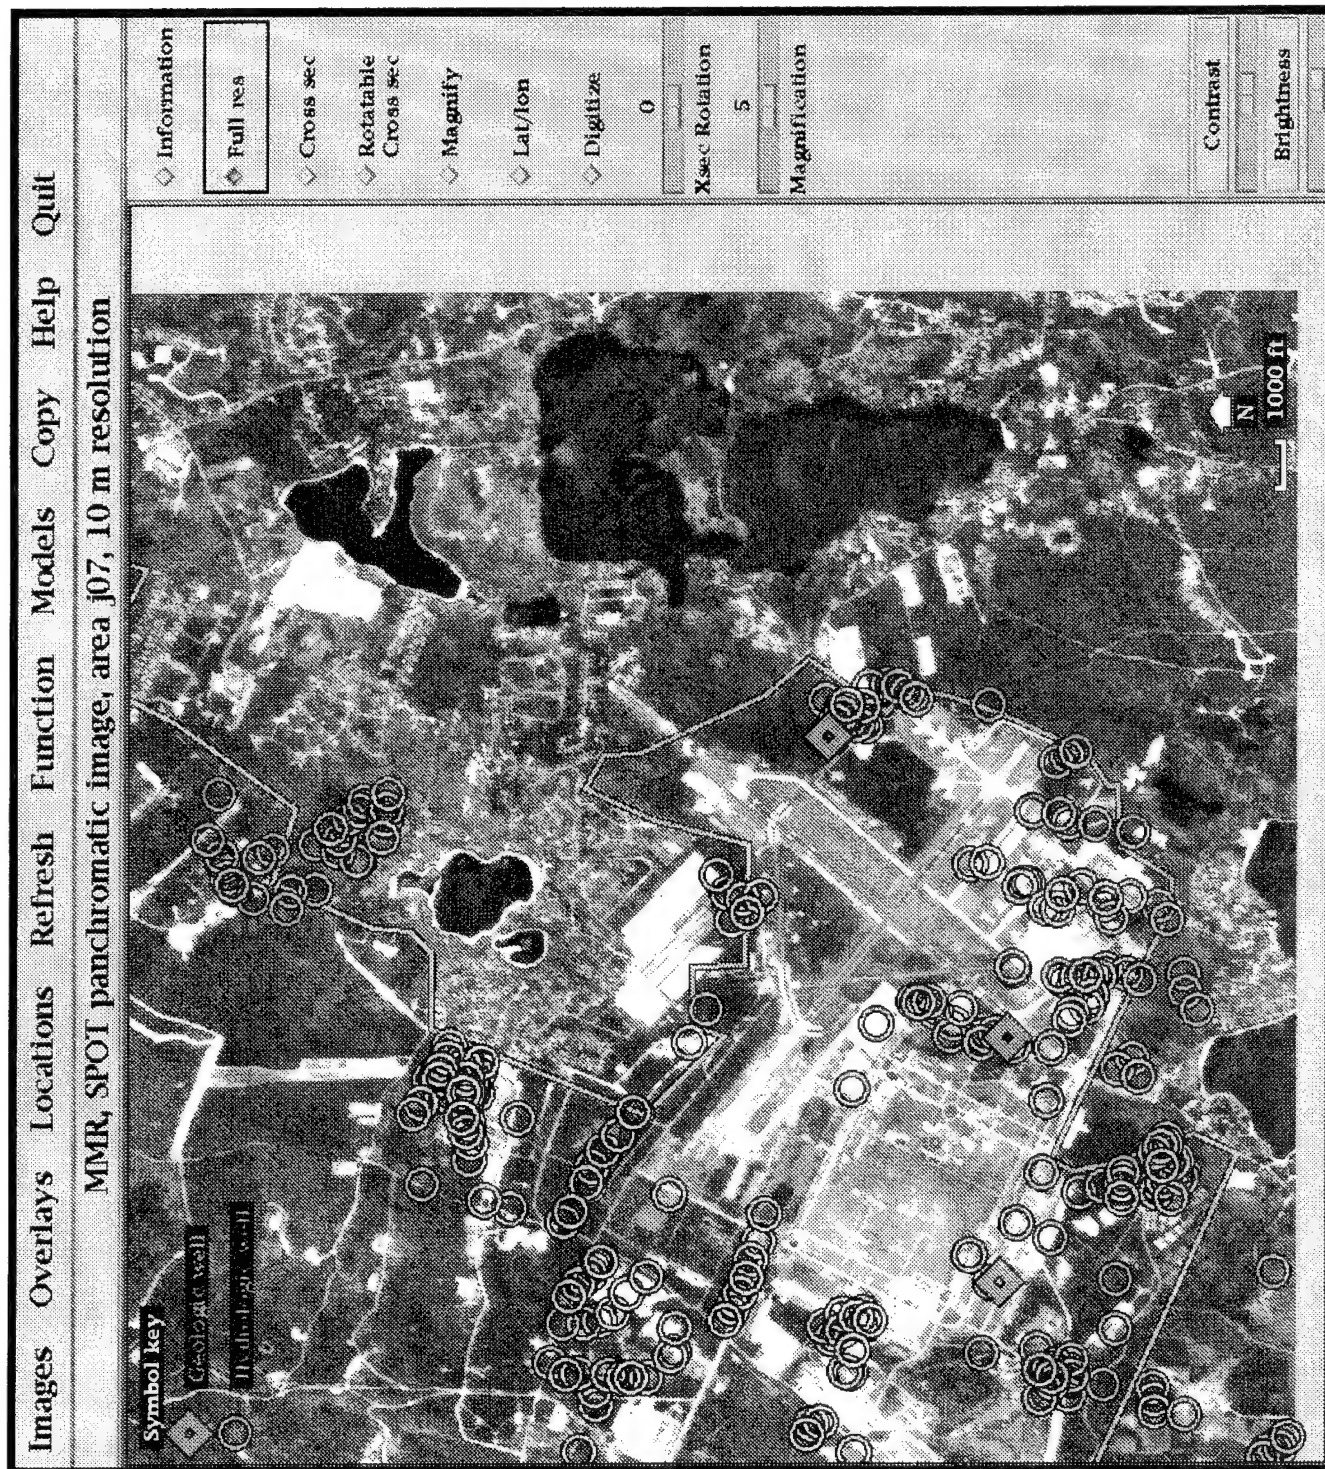 Images Overlays Locations Refresh Function Models Copy Help Quit
MMR, SPOT panchromatic image, area j07, 10 m resolution
Symbol key
Geologic well
Information
Full res
Cross sec
Rotatable
Cross sec
Magnify
Lat/lon
Digitize
0
Xsec Rotation
5
Magnification
Contrast
Brightness
N
1000 ft